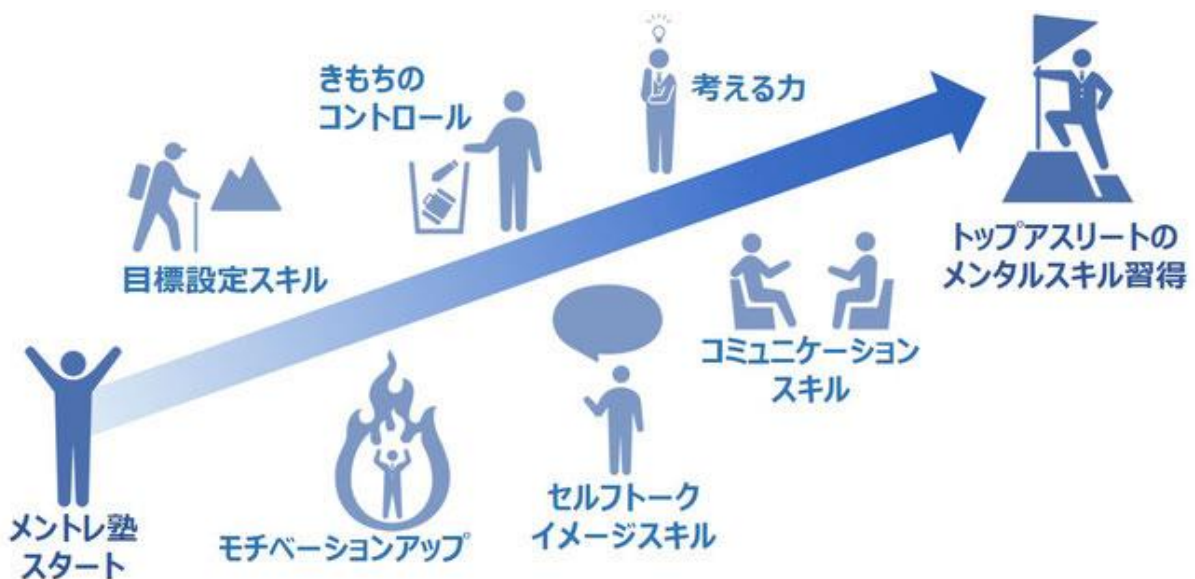 きもちの
コントロール
考える力
目標設定スキル
トップアスリートの
メンタルスキル習得
コミュニケーション
スキル
メントレ塾
スタート
モチベーションアップ
セルフトーク
イメージスキル